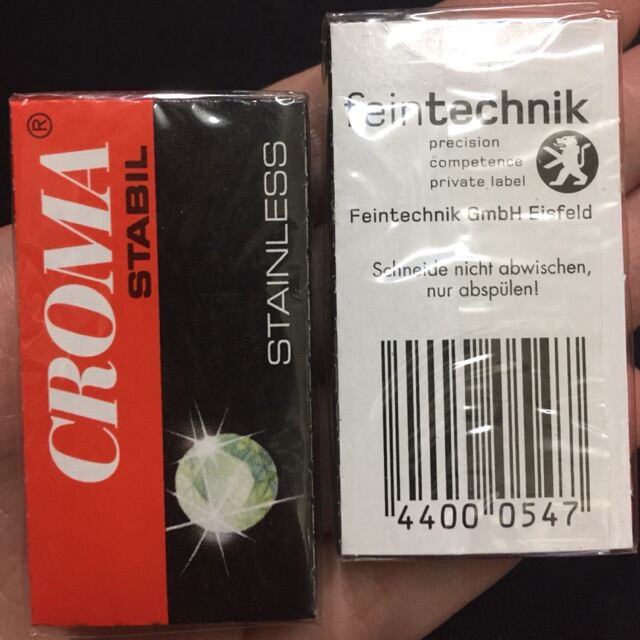 CROMA®
STABIL
STAINLESS
feintechnik
precision
competence
private label
Feintechnik GmbH Eisfeld
Schneide nicht abwischen,
nur abspülen!
4400 0547